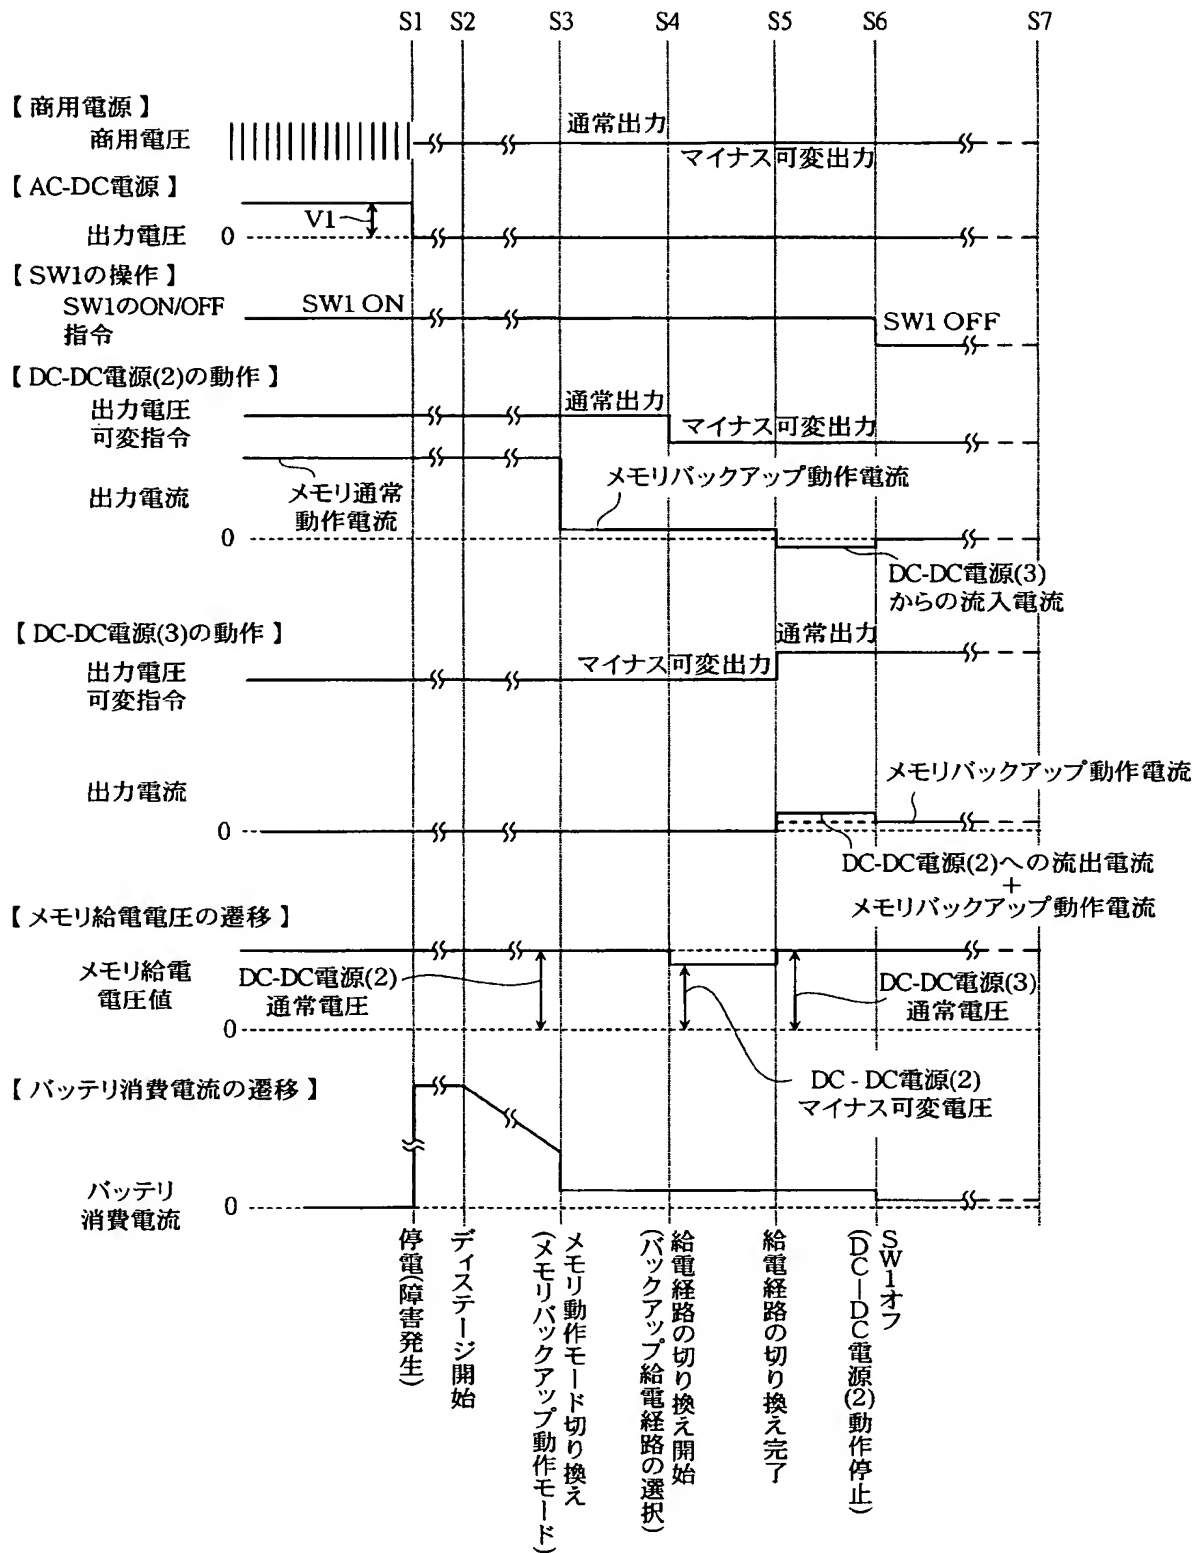 S1 S2 S3 S4 S5 S6 S7
【 商用電源 】
商用電圧
通常出力
マイナス可変出力
【 AC-DC電源 】
V1
出力電圧 0
【 SW1の操作 】
SW1のON/OFF
指令
SW1 ON
SW1 OFF
【 DC-DC電源(2)の動作 】
出力電圧
可変指令
通常出力
マイナス可変出力
出力電流
メモリ通常
動作電流
メモリバックアップ動作電流
0
DC-DC電源(3)
からの流入電流
【 DC-DC電源(3)の動作 】
通常出力
出力電圧
可変指令
マイナス可変出力
出力電流
メモリバックアップ動作電流
0
DC-DC電源(2)への流出電流
+
メモリバックアップ動作電流
【 メモリ給電電圧の遷移 】
メモリ給電
電圧値
DC-DC電源(2)
通常電圧
DC-DC電源(3)
通常電圧
0
DC - DC電源(2)
マイナス可変電圧
【 バッテリ消費電流の遷移 】
バッテリ
消費電流
0
停電(障害発生)
ディステージ開始
メモリ動作モード切り換え
(メモリバックアップ動作モード)
給電経路の切り換え開始
(バックアップ給電経路の選択)
給電経路の切り換え完了
SW1オフ
(DC—DC電源(2)動作停止)